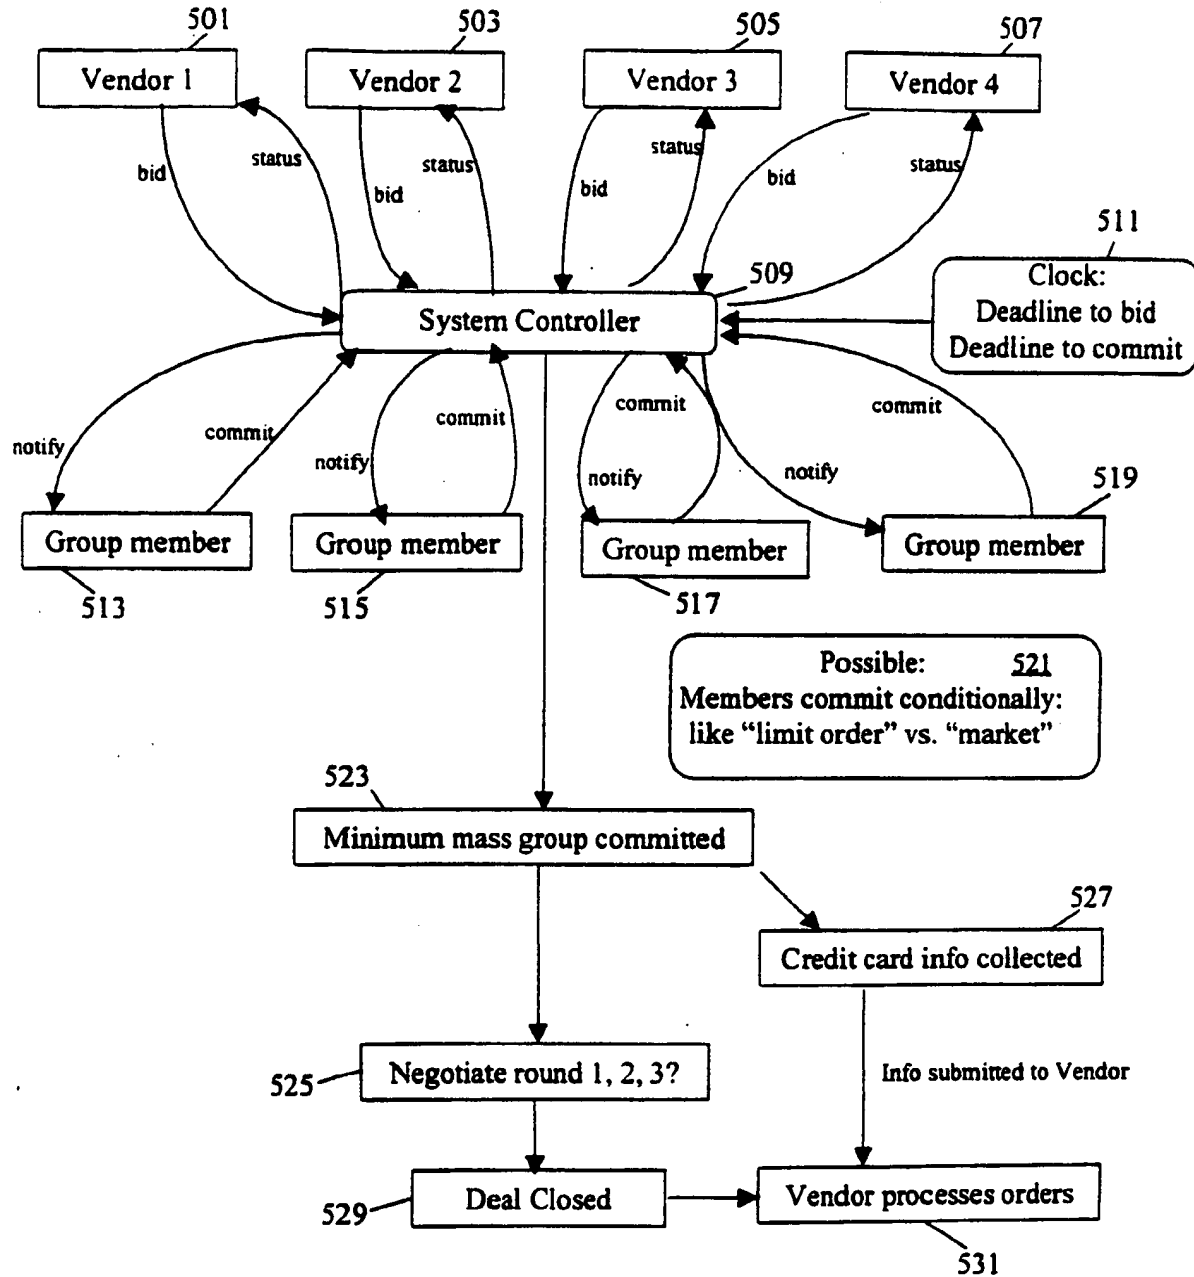 501
503
505
507
Vendor 1
Vendor 2
Vendor 3
Vendor 4
bid
status
bid
status
bid
status
bid
status
511
Clock:
Deadline to bid
Deadline to commit
509
System Controller
notify
commit
notify
commit
notify
commit
notify
commit
519
Group member
Group member
Group member
Group member
513
515
517
Possible: 521
Members commit conditionally:
like “limit order” vs. “market”
523
Minimum mass group committed
527
Credit card info collected
525
Negotiate round 1, 2, 3?
Info submitted to Vendor
529
Deal Closed
Vendor processes orders
531